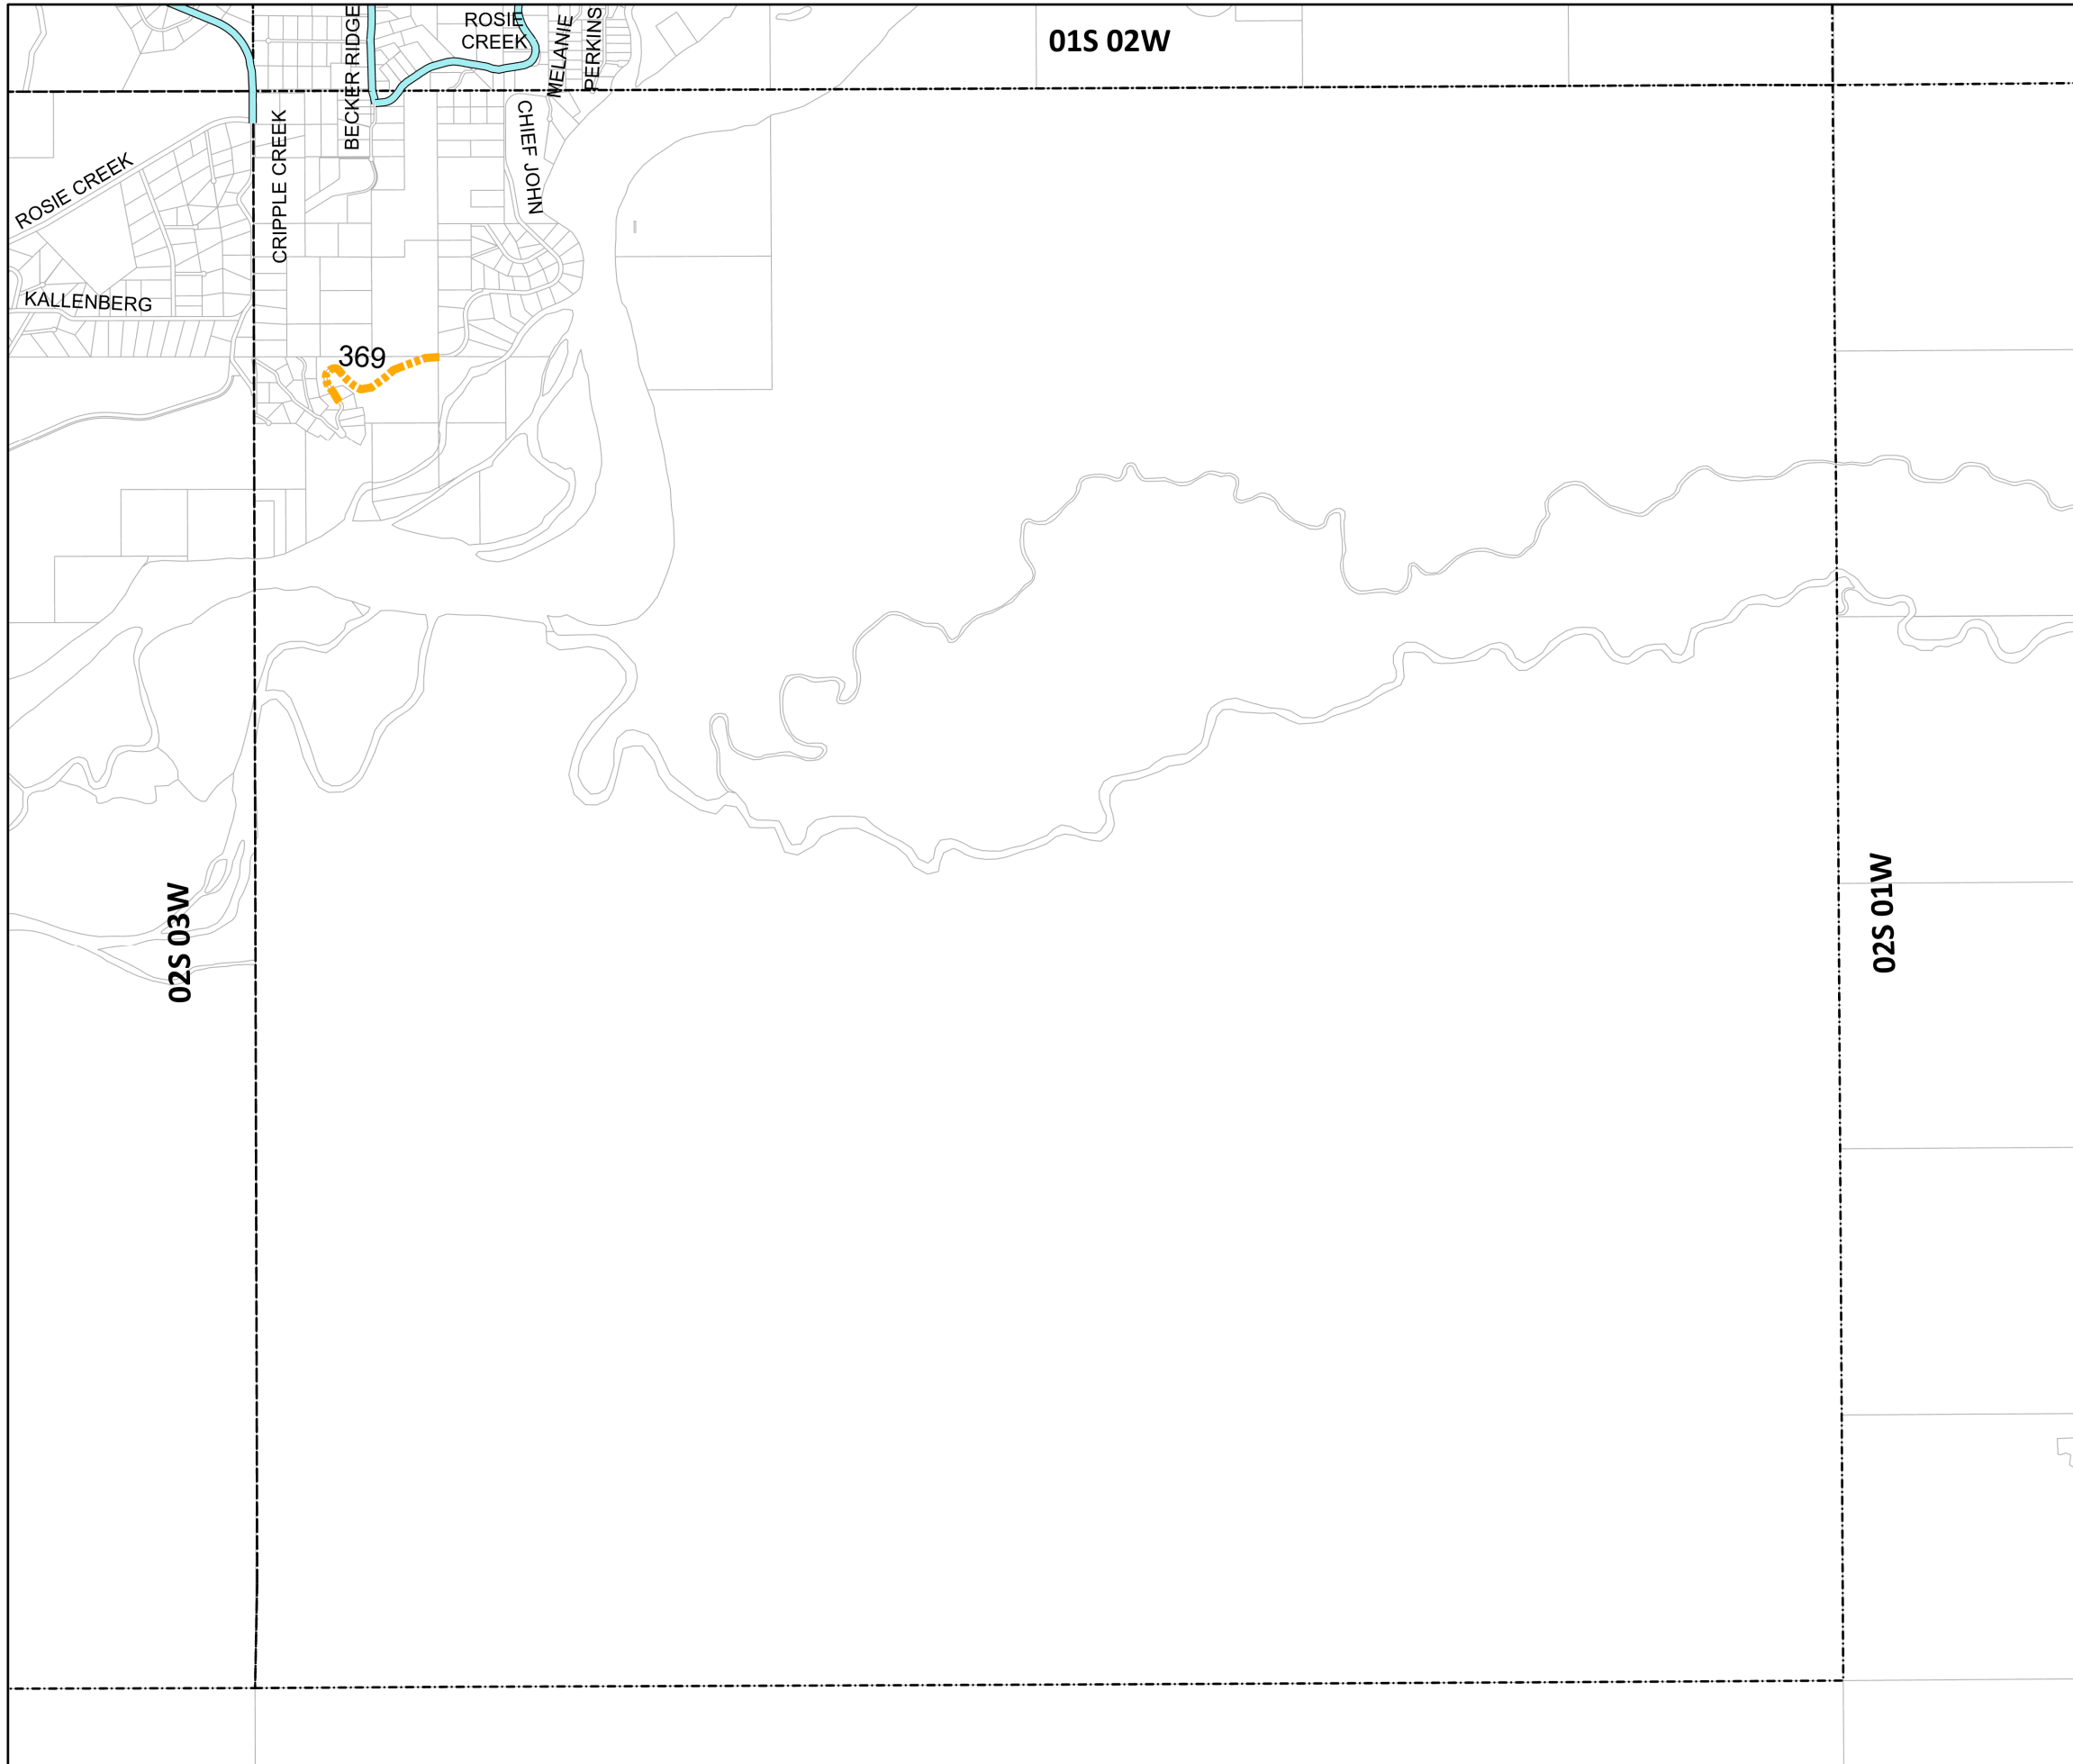 ROSIE
CREEK
01S 02W
MELANIE
PERKINS
BECKER RIDGE
CHIEF JOHN
CRIPPLE CREEK
ROSIE CREEK
KALLENBERG
369
02S 03W
02S 01W